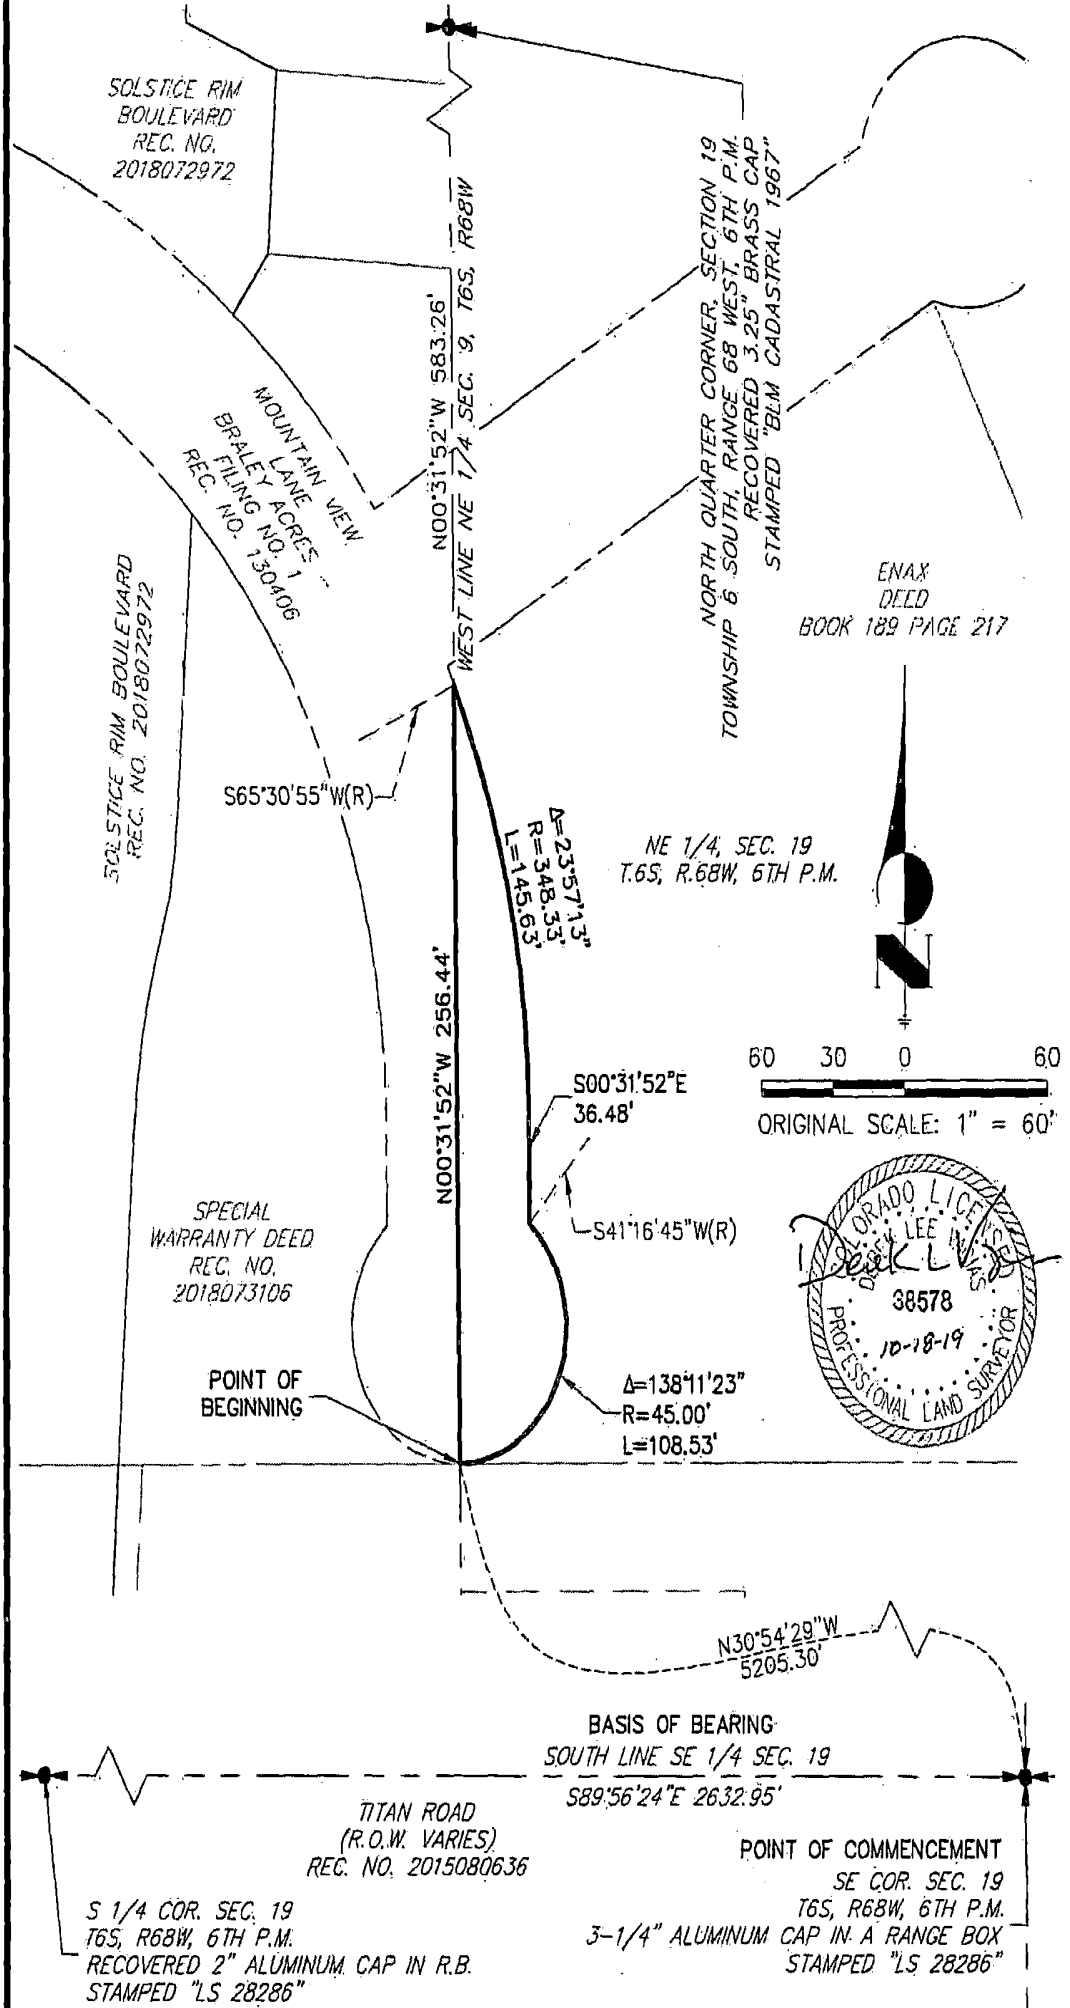 SOLSTICE RIM
BOULEVARD
REC. NO.
2018072972
NORTH QUARTER CORNER, SECTION 19
TOWNSHIP 6 SOUTH, RANGE 68 WEST, 6TH P.M.
RECOVERED 3.25" BRASS CAP
STAMPED "BLM CADASTRAL 1967"
N00°31'52"W 583.26'
WEST LINE NE 1/4 SEC. 9, T6S, R68W
MOUNTAIN VIEW
LANE
BRALEY ACRES
FILING NO. 1
REC. NO. 130406
SOLSTICE RIM BOULEVARD
REC. NO. 2018072972
ENAX
DEED
BOOK 189 PAGE 217
S65°30'55"W(R)
Δ=23°57'13"
R=348.33'
L=145.63'
NE 1/4, SEC. 19
T.6S, R.68W, 6TH P.M.
N
N00°31'52"W 256.44'
S00°31'52"E
36.48'
60 30 0 60
ORIGINAL SCALE: 1" = 60'
S41°16'45"W(R)
SPECIAL
WARRANTY DEED
REC. NO.
2018073106
COLORADO LICENSED
DEREK LEE
38578
10-18-19
PROFESSIONAL LAND SURVEYOR
POINT OF
BEGINNING
Δ=138°11'23"
R=45.00'
L=108.53'
N30°54'29"W
5205.30'
BASIS OF BEARING
SOUTH LINE SE 1/4 SEC. 19
S89°56'24"E 2632.95'
TITAN ROAD
(R.O.W. VARIES)
REC. NO. 2015080636
POINT OF COMMENCEMENT
SE COR. SEC. 19
T6S, R68W, 6TH P.M.
3-1/4" ALUMINUM CAP IN A RANGE BOX
STAMPED "LS 28286"
S 1/4 COR. SEC. 19
T6S, R68W, 6TH P.M.
RECOVERED 2" ALUMINUM CAP IN R.B.
STAMPED "LS 28286"